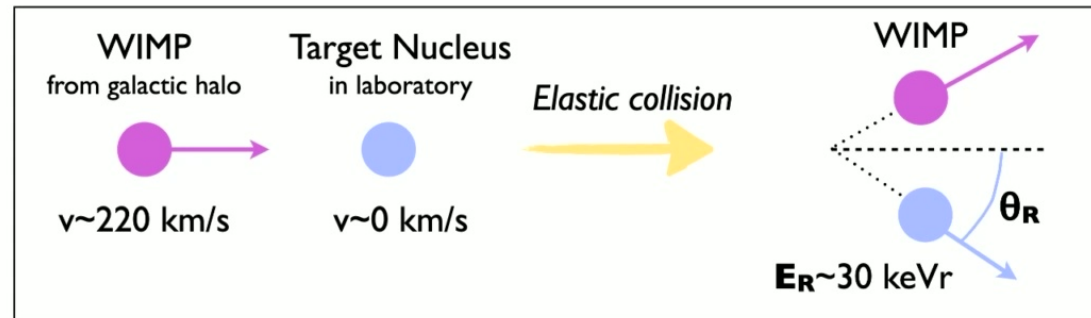 WIMP
from galactic halo
v~220 km/s
Target Nucleus
in laboratory
v~0 km/s
Elastic collision
WIMP
θR
ER~30 keVr